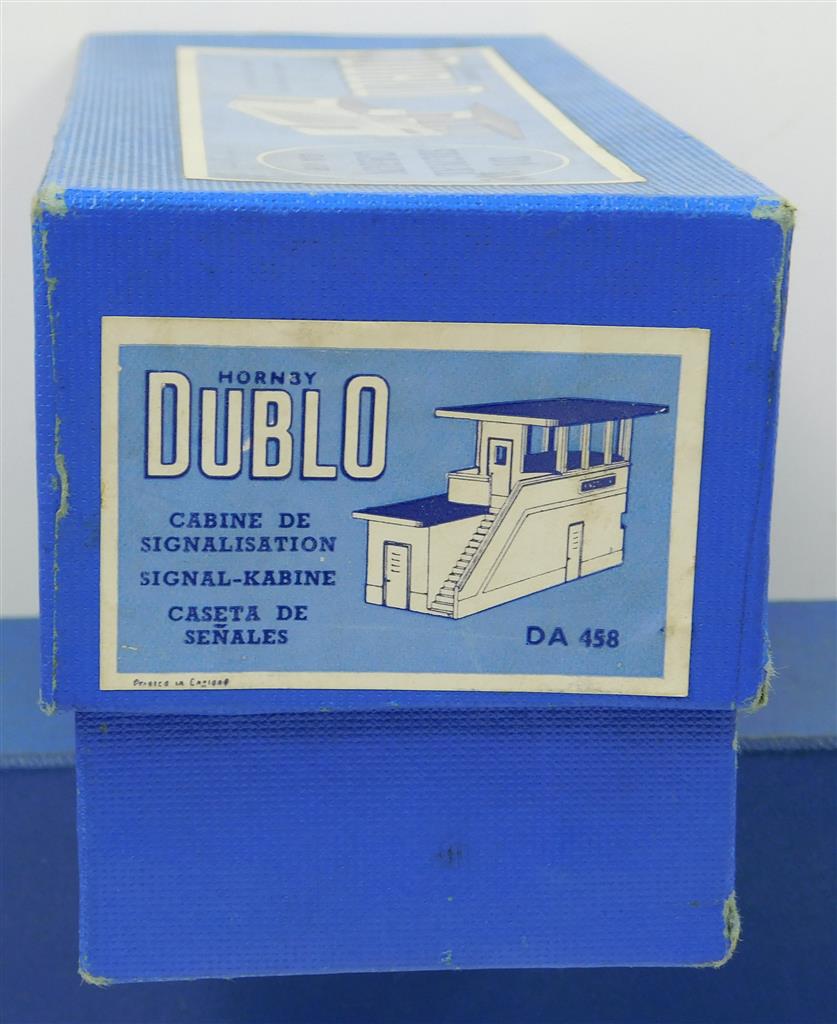 HORNBY
DUBLO
CABINE DE
SIGNALISATION
SIGNAL-KABINE
CASETA DE
SEÑALES
DA 458